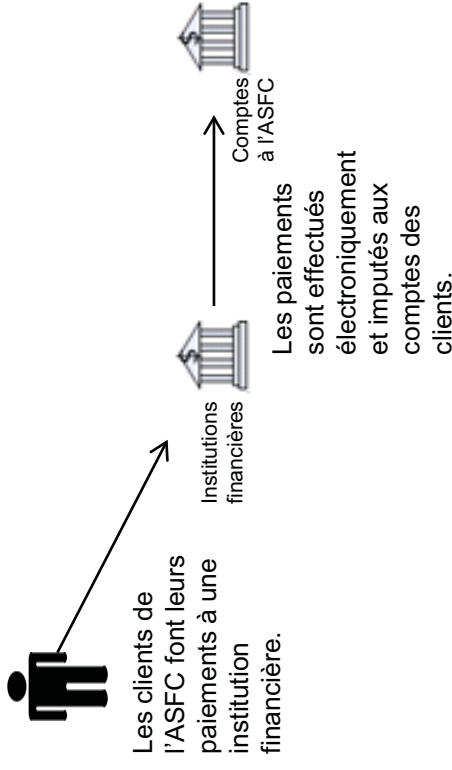 Les clients de
l'ASFC font leurs
paiements à une
institution
financière.
Institutions
financières
Les paiements
sont effectués
électroniquement
et imputés aux
comptes des
clients.
Comptes
à l'ASFC